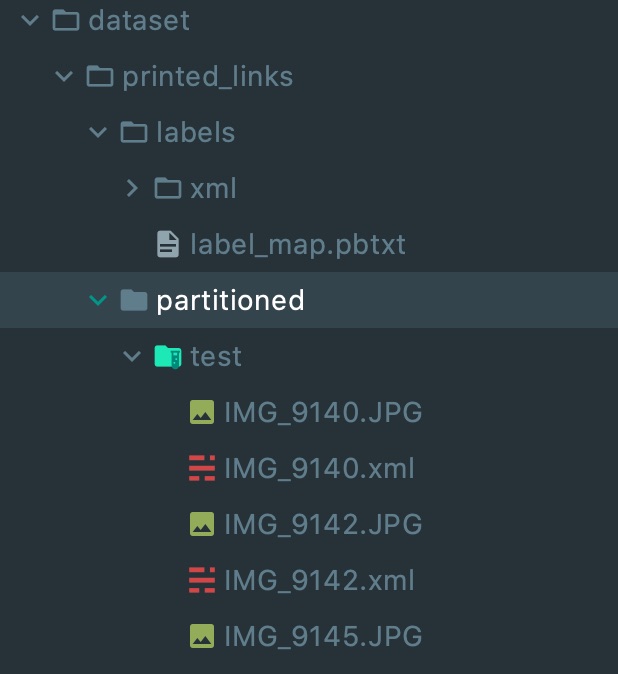 dataset
printed_links
labels
xml
label_map.pbtxt
partitioned
test
IMG_9140.JPG
IMG_9140.xml
IMG_9142.JPG
IMG_9142.xml
IMG_9145.JPG